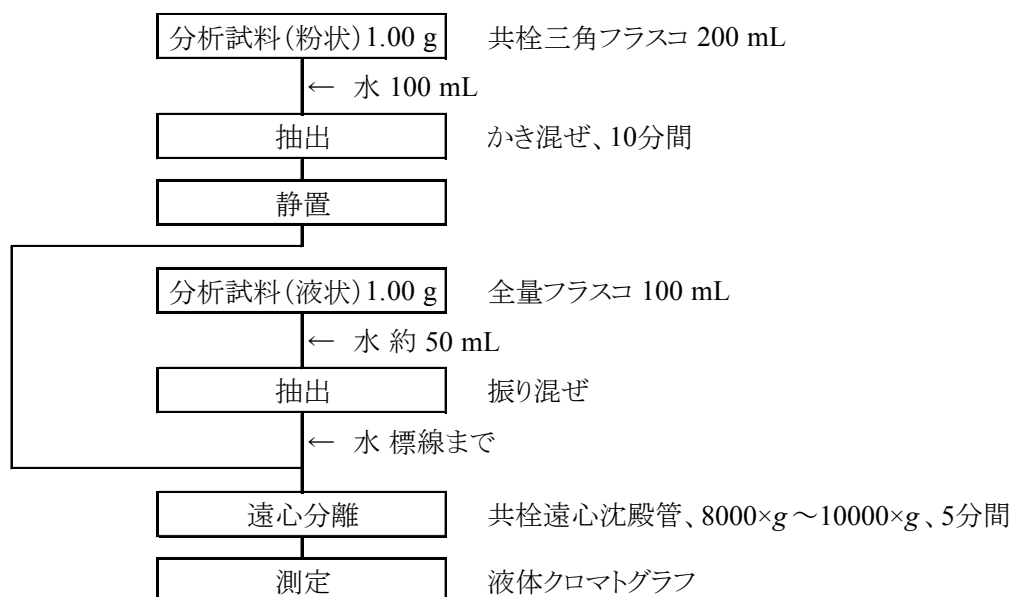 分析試料(粉状)1.00 g 共栓三角フラスコ 200 mL
← 水 100 mL
抽出 かき混ぜ、10分間
静置
分析試料(液状)1.00 g 全量フラスコ 100 mL
← 水 約 50 mL
抽出 振り混ぜ
← 水 標線まで
遠心分離 共栓遠心沈殿管、8000×g～10000×g、5分間
測定 液体クロマトグラフ